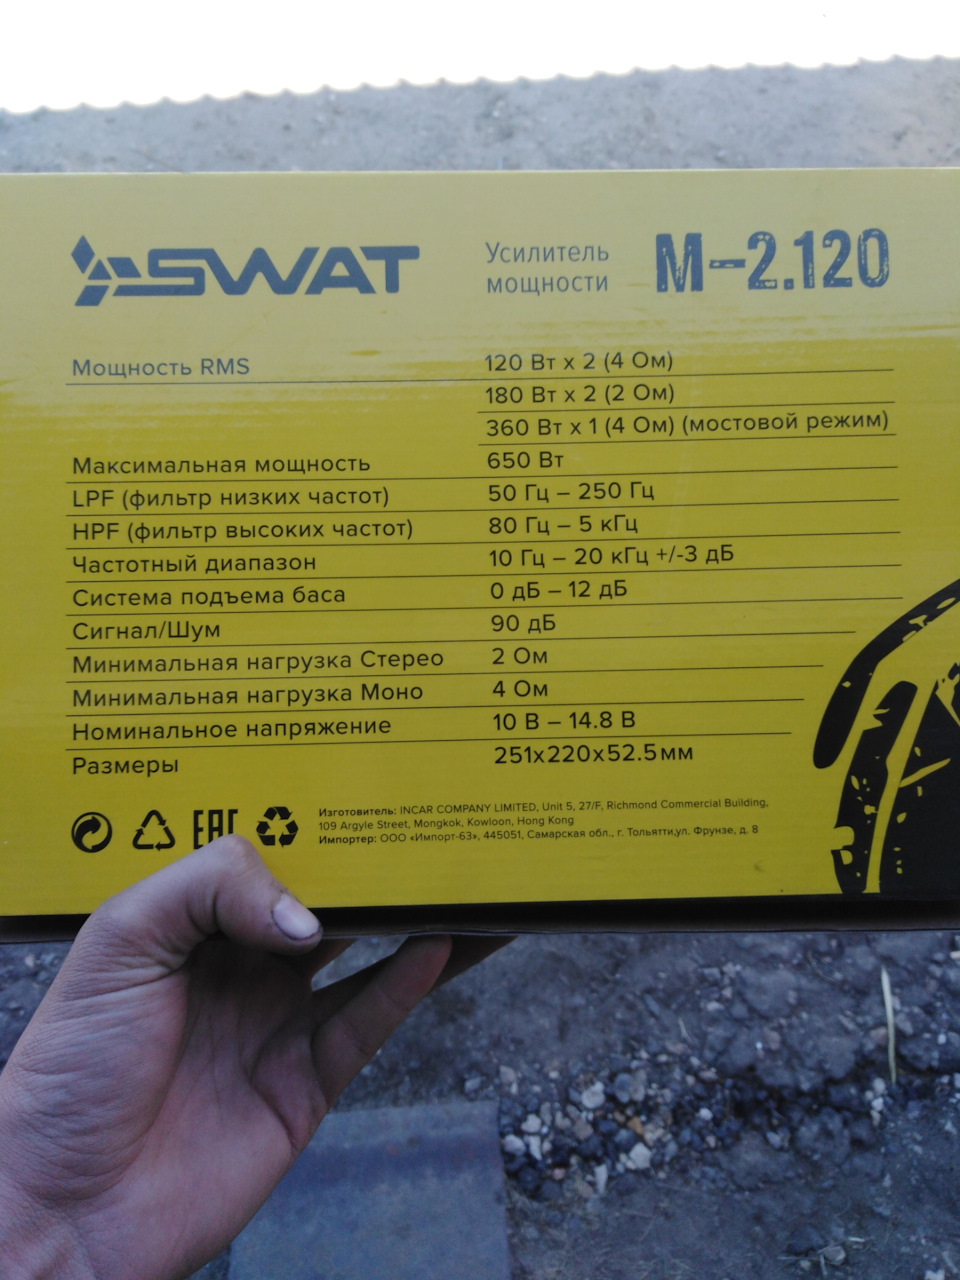 SWAT
Усилитель
мощности
M-2.120
Мощность RMS 120 Вт x 2 (4 Ом)
180 Вт x 2 (2 Ом)
360 Вт x 1 (4 Ом) (мостовой режим)
Максимальная мощность 650 Вт
LPF (фильтр низких частот) 50 Гц – 250 Гц
HPF (фильтр высоких частот) 80 Гц – 5 кГц
Частотный диапазон 10 Гц – 20 кГц +/-3 дБ
Система подъема баса 0 дБ – 12 дБ
Сигнал/Шум 90 дБ
Минимальная нагрузка Стерео 2 Ом
Минимальная нагрузка Моно 4 Ом
Номинальное напряжение 10 В – 14.8 В
Размеры 251x220x52.5мм
EAC
Изготовитель: INCAR COMPANY LIMITED, Unit 5, 27/F, Richmond Commercial Building,
109 Argyle Street, Mongkok, Kowloon, Hong Kong
Импортер: ООО «Импорт-63», 445051, Самарская обл., г. Тольятти,ул. Фрунзе, д. 8